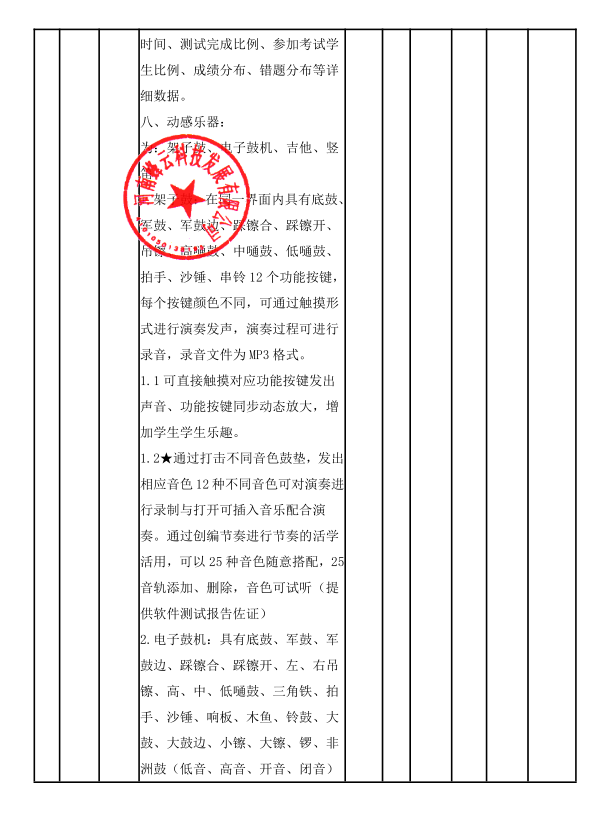 时间、测试完成比例、参加考试学
生比例、成绩分布、错题分布等详
细数据。
八、动感乐器:
为: 架子鼓、电子鼓机、吉他、竖
架子鼓: 在同一界面内具有底鼓、
军鼓、军鼓边、踩镲合、踩镲开、
吊镲、高嗵鼓、中嗵鼓、低嗵鼓、
拍手、沙锤、串铃 12 个功能按键,
每个按键颜色不同, 可通过触摸形
式进行演奏发声, 演奏过程可进行
录音, 录音文件为 MP3 格式。
1.1 可直接触摸对应功能按键发出
声音、功能按键同步动态放大, 增
加学生学生乐趣。
1.2★通过打击不同音色鼓垫, 发出
相应音色 12 种不同音色可对演奏进
行录制与打开可插入音乐配合演
奏。通过创编节奏进行节奏的活学
活用, 可以 25 种音色随意搭配, 25
音轨添加、删除, 音色可试听 (提
供软件测试报告佐证)
2. 电子鼓机: 具有底鼓、军鼓、军
鼓边、踩镲合、踩镲开、左、右吊
镲、高、中、低嗵鼓、三角铁、拍
手、沙锤、响板、木鱼、铃鼓、大
鼓、大鼓边、小镲、大镲、锣、非
洲鼓 (低音、高音、开音、闭音)
河南峰云科技发展有限公司